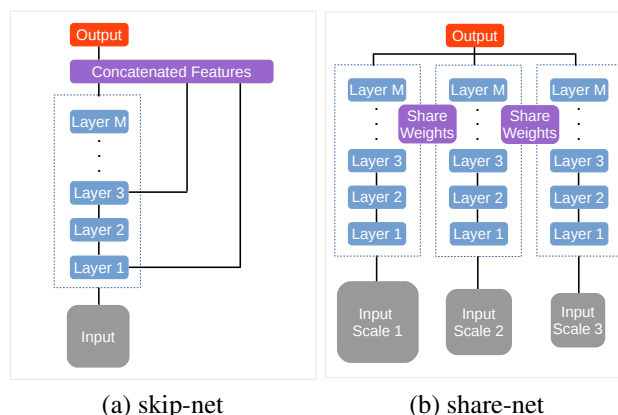 Output
Concatenated Features
Layer M
Layer 3
Layer 2
Layer 1
Input
(a) skip-net
Output
Layer M
Layer M
Layer M
Share
Weights
Share
Weights
Layer 3
Layer 3
Layer 3
Layer 2
Layer 2
Layer 2
Layer 1
Layer 1
Layer 1
Input
Scale 1
Input
Scale 2
Input
Scale 3
(b) share-net